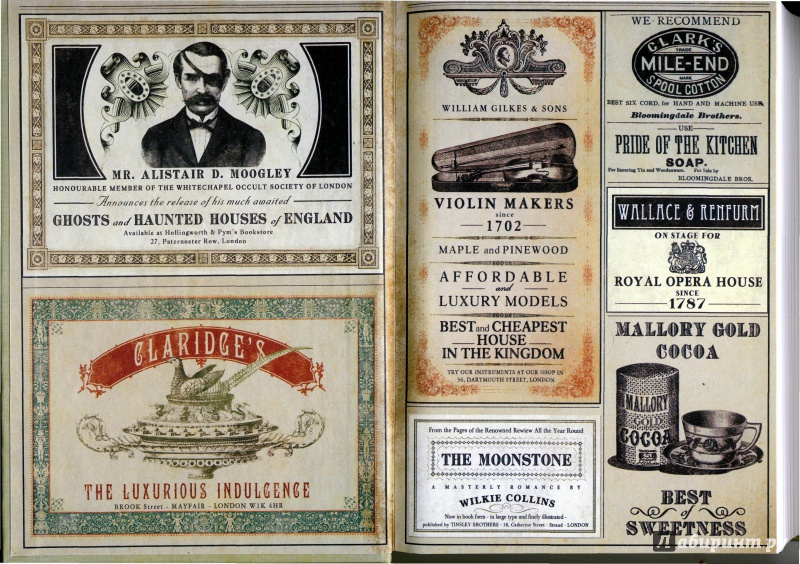 MR. ALISTAIR D. MOOGLEY
HONOURABLE MEMBER OF THE WHITECHAPEL OCCULT SOCIETY OF LONDON
Announces the release of his much awaited
GHOSTS and HAUNTED HOUSES of ENGLAND
Available at Hollingworth & Pym's Bookstore
27, Paternoster Row, London
CLARIDGE'S
THE LUXURIOUS INDULGENCE
BROOK Street - MAYFAIR - LONDON W1K 4HR
WILLIAM GILKES & SONS
VIOLIN MAKERS
since
1702
MAPLE and PINEWOOD
AFFORDABLE
and
LUXURY MODELS
BEST and CHEAPEST
HOUSE
IN THE KINGDOM
TRY OUR INSTRUMENTS AT OUR SHOP IN
36, DARTMOUTH STREET, LONDON
From the Pages of the Renowned Rewiew All the Year Round
THE MOONSTONE
A MASTERLY ROMANCE BY
WILKIE COLLINS
Now in book form - in large type and finely illustrated -
published by TINSLEY BROTHERS - 18, Catherine Street - Strand - LONDON
WE RECOMMEND
CLARK'S
TRADE
MILE-END
MARK
SPOOL COTTON
BEST SIX CORD, for HAND AND MACHINE USE
Bloomingdale Brothers.
USE
PRIDE OF THE KITCHEN
SOAP.
For Scouring Tin and Woodenware. For Sale by
BLOOMINGDALE BROS.
WALLACE & RENFURM
ON STAGE FOR
ROYAL OPERA HOUSE
SINCE
1787
MALLORY GOLD
COCOA
MALLORY
GOLD
COCOA
BEST
of
SWEETNESS
Лабиринт.ру